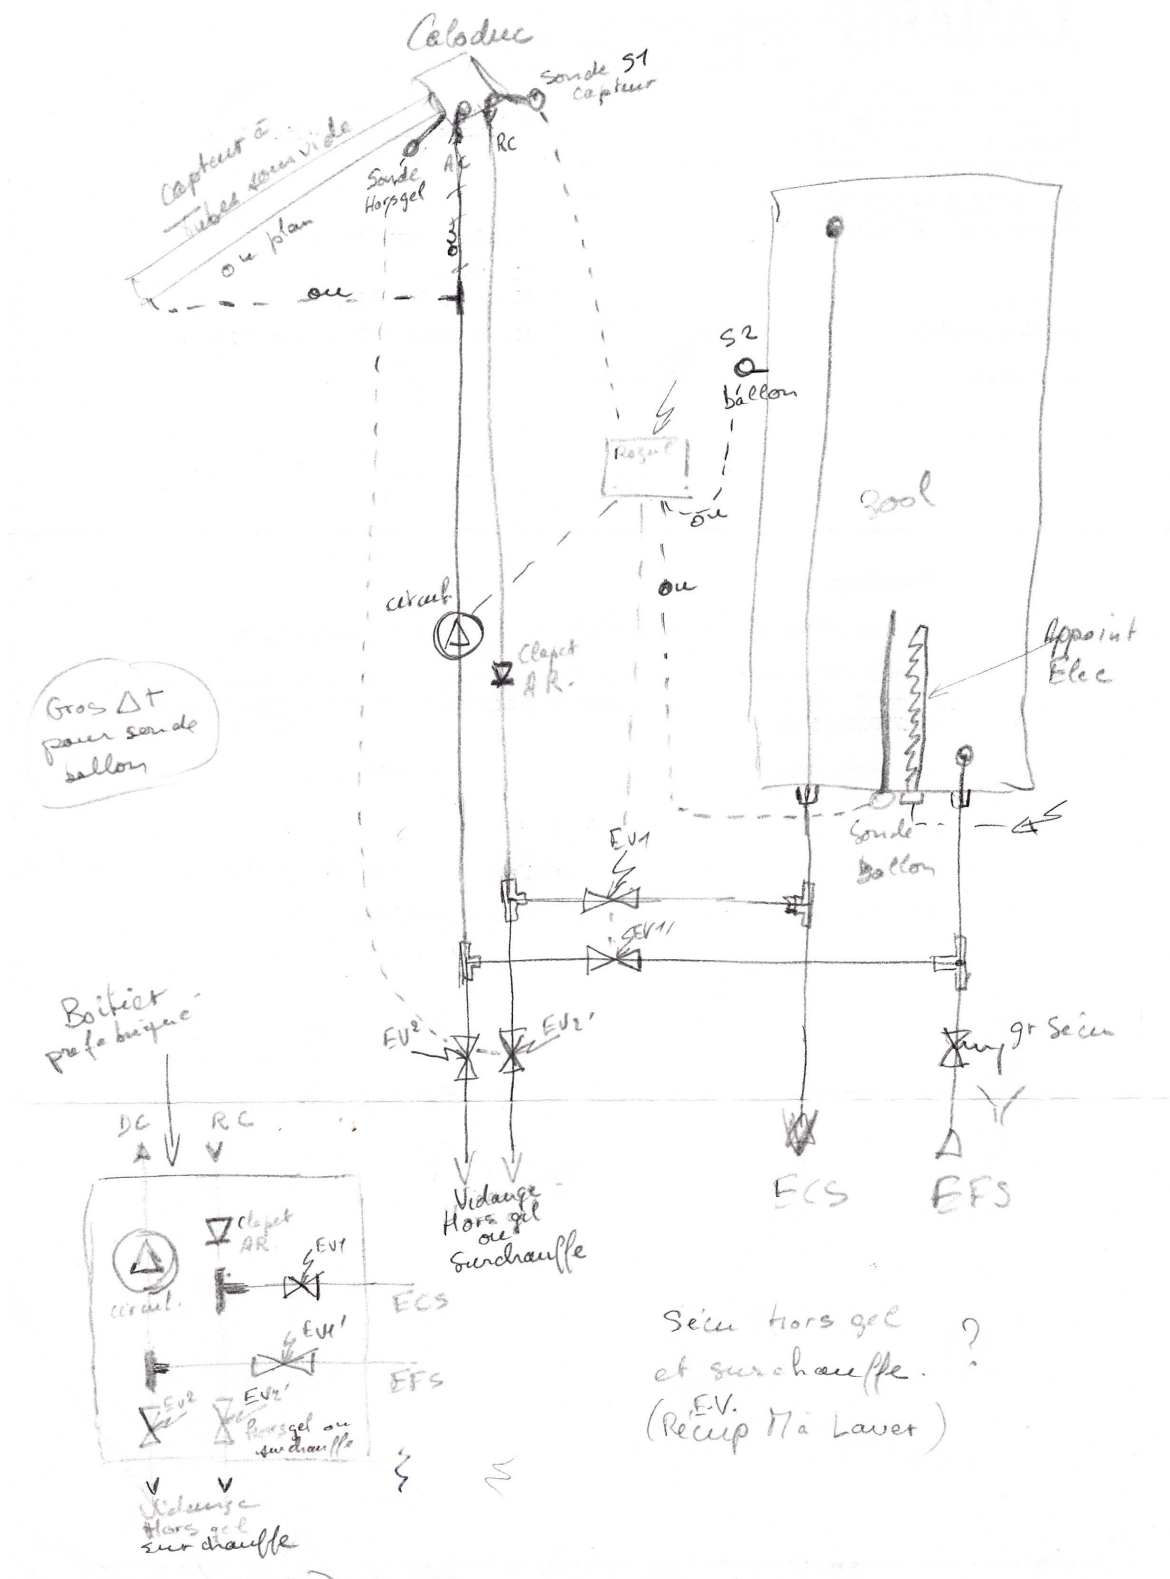 Caloduc
Sonde S1
capteur
capteur à
Tubes sous vide
ou plan
Sonde
Horsgel
AC
RC
ou
ou
S2
ballon
Regul
ou
ou
300l
circul
Clapet
A R.
Appoint
Elec
Gros Δt
pour sonde
ballon
Sonde
Ballon
EV1
EV1'
EV2
EV2'
gr Sécu
Boîtier
préfabriqué
DC
RC
Vidange
Hors gel
ou
Surchauffe
ECS
EFS
Clapet
AR.
EV1
circul.
ECS
EV1'
EFS
EV2
EV2'
Horsgel ou
surchauffe
Vidange
Hors gel
surchauffe
Sécu Hors gel
et surchauffe. ?
E.V.
(Récup M à Laver)